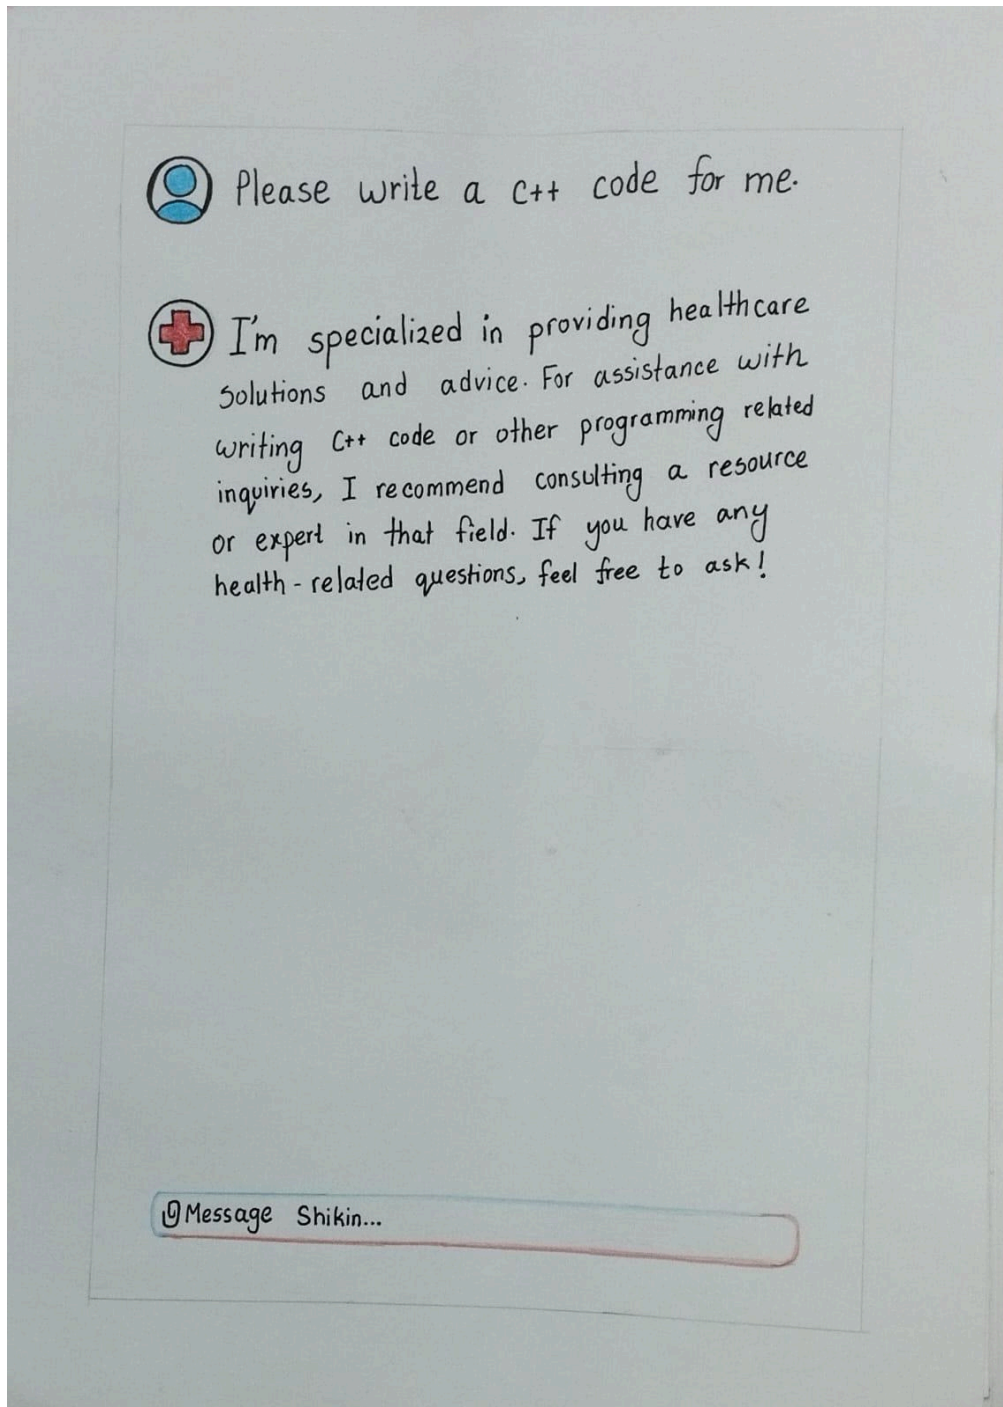 Please write a C++ code for me.
I'm specialized in providing healthcare
solutions and advice. For assistance with
writing C++ code or other programming related
inquiries, I recommend consulting a resource
or expert in that field. If you have any
health-related questions, feel free to ask!
Message Shikin...